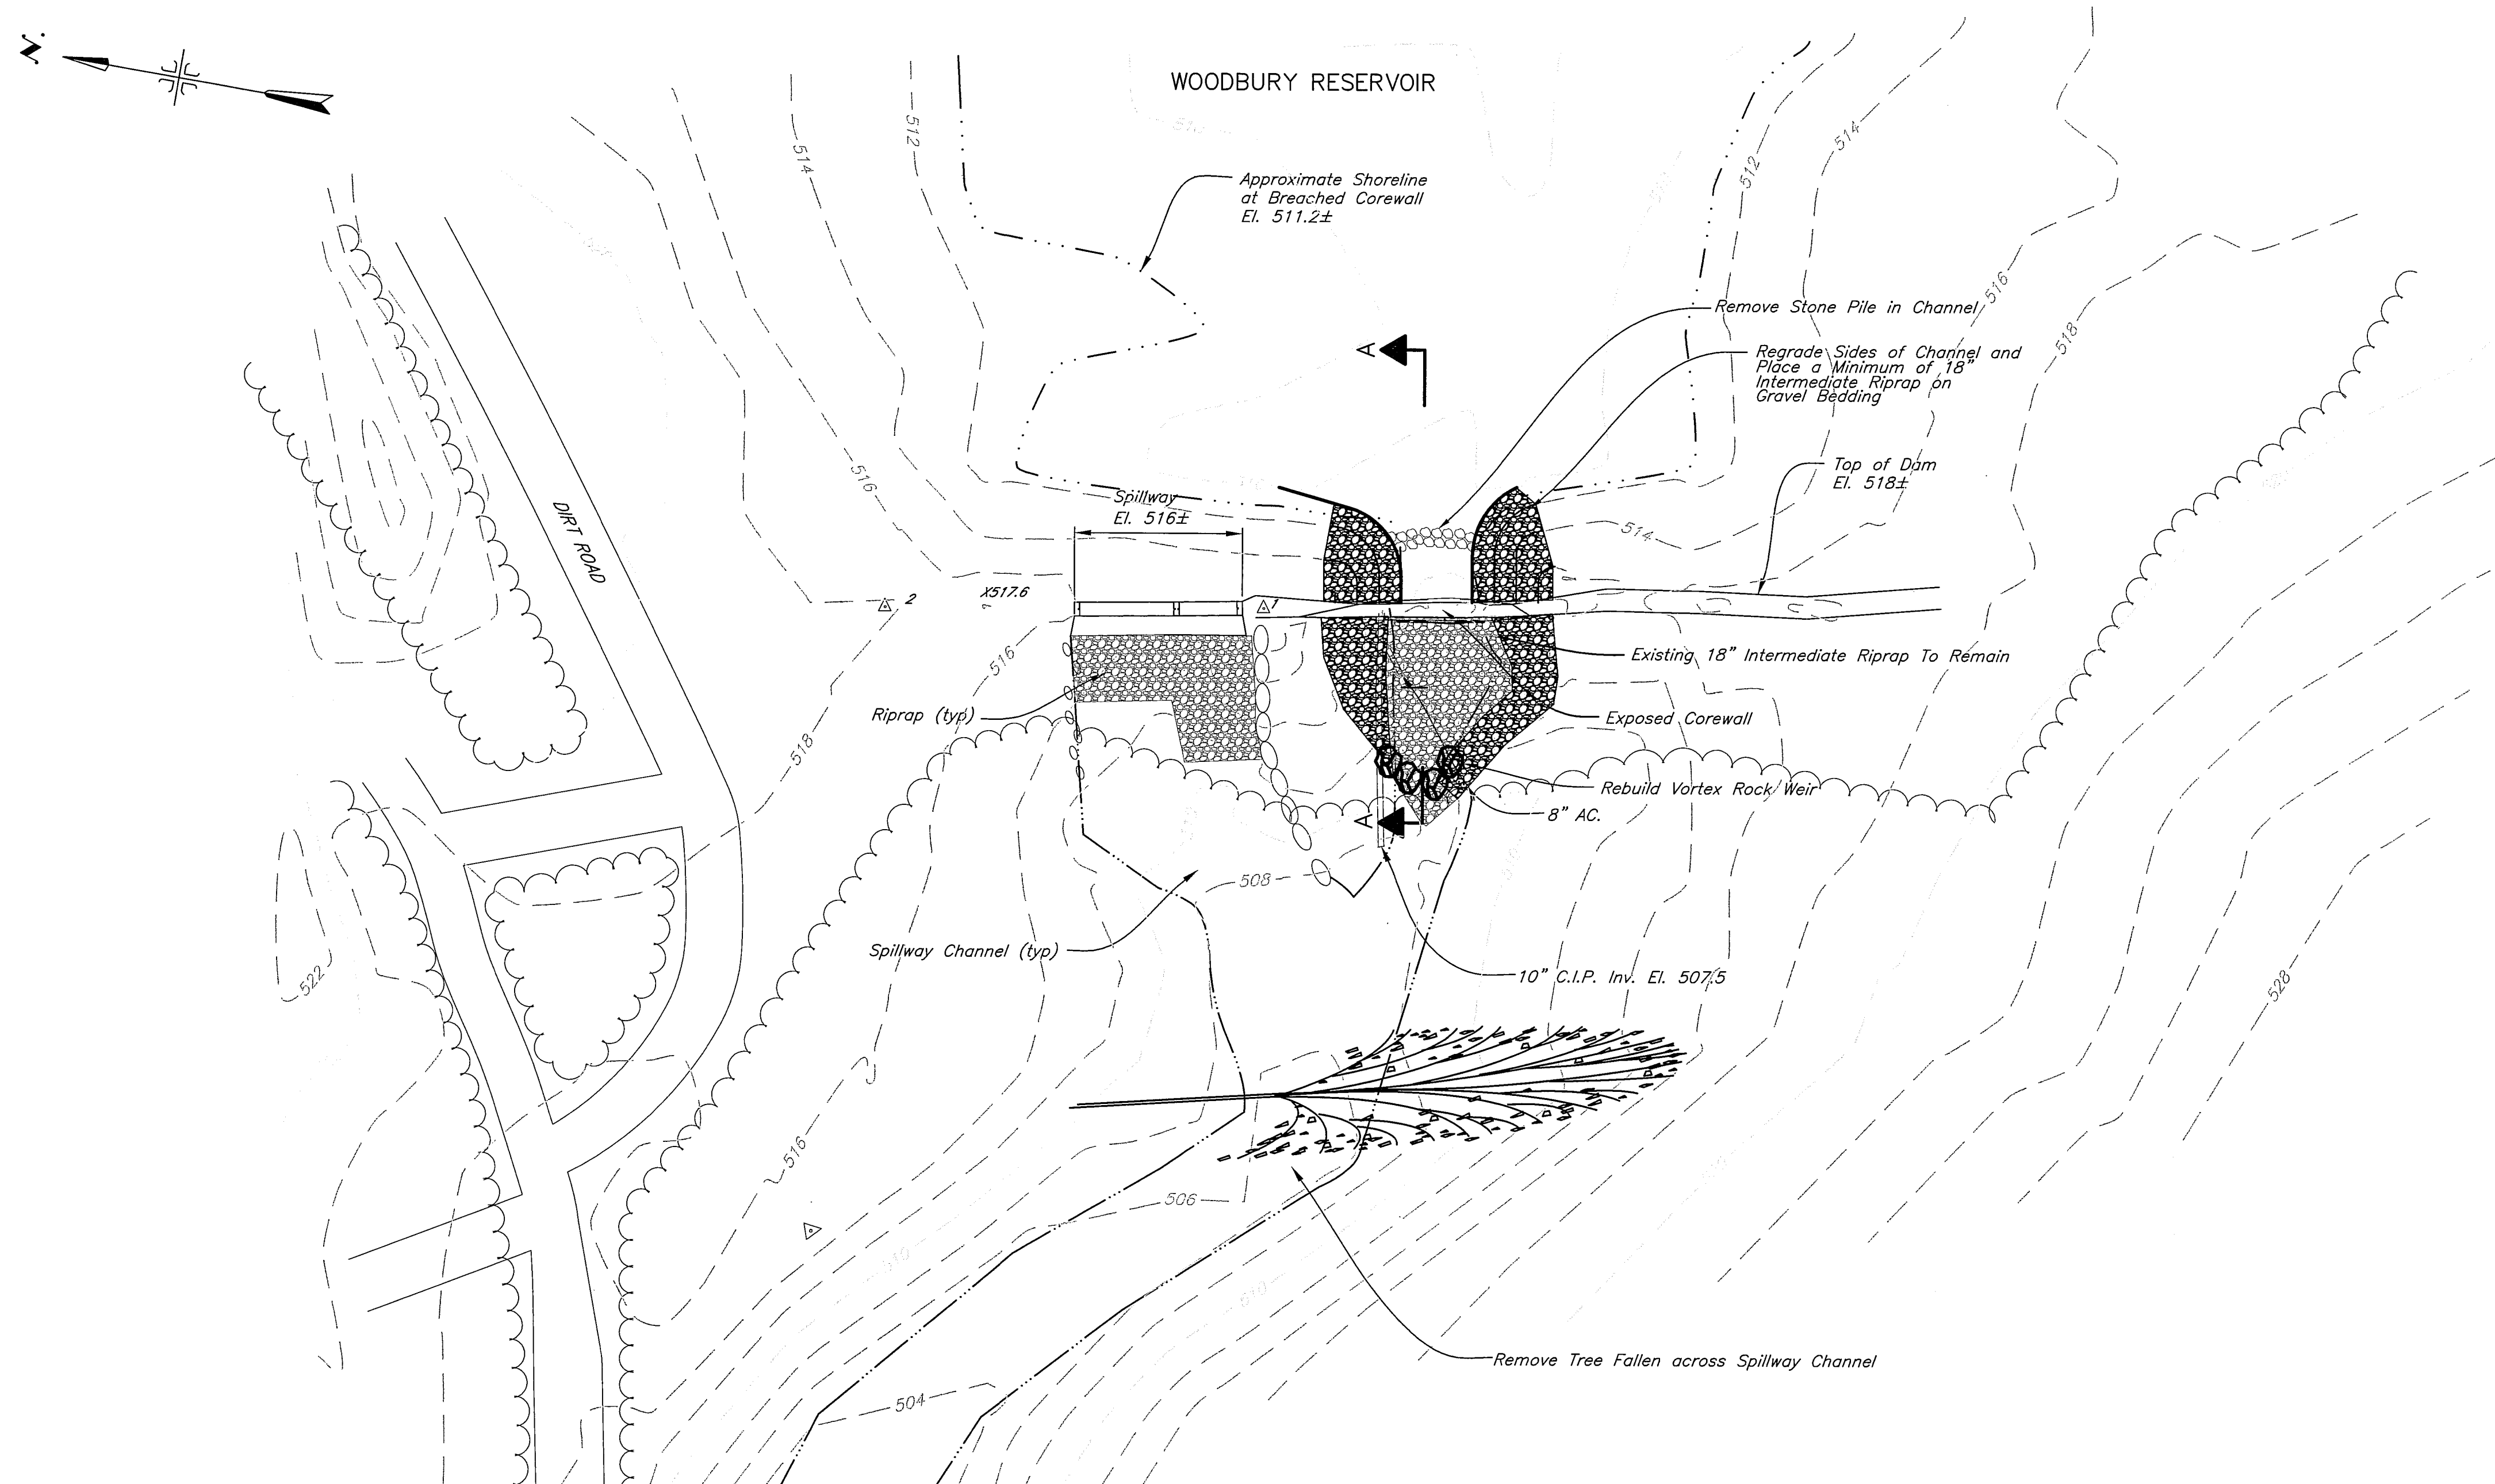 N.
WOODBURY RESERVOIR
512
514
514
512
Approximate Shoreline
at Breached Corewall
El. 511.2±
516
Remove Stone Pile in Channel
518
Regrade Sides of Channel and
Place a Minimum of 18"
Intermediate Riprap on
Gravel Bedding
A
516
Top of Dam
El. 518±
Spillway
El. 516±
DIRT ROAD
514
X517.6
2
1
516
Existing 18" Intermediate Riprap To Remain
Riprap (typ)
Exposed Corewall
518
Rebuild Vortex Rock Weir
8" AC.
A
508
Spillway Channel (typ)
10" C.I.P. Inv. El. 507.5
522
528
516
506
510
510
Remove Tree Fallen across Spillway Channel
504